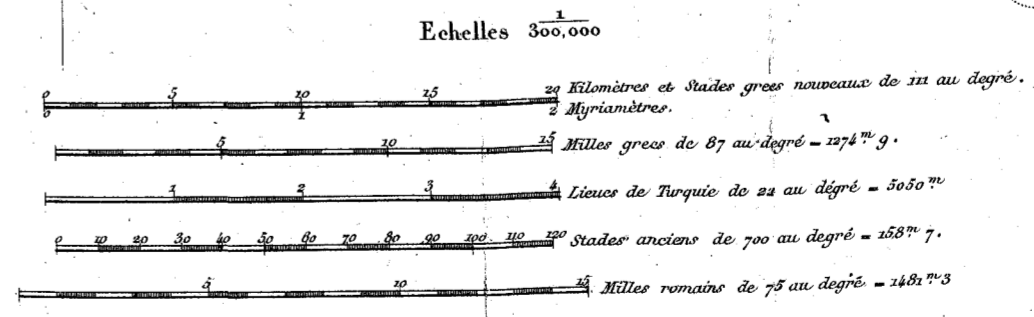 Echelles 1/300,000
0 5 10 15 20 Kilomètres et Stades grecs nouveaux de 111 au degré.
0 1 2 Myriamètres.
5 10 15 Milles grecs de 87 au degré = 1274.m 9.
1 2 3 4 Lieues de Turquie de 22 au dégré = 5050.m
0 10 20 30 40 50 60 70 80 90 100 110 120 Stades anciens de 700 au degré = 158.m 7.
5 10 15 Milles romains de 75 au degré = 1481.m 3